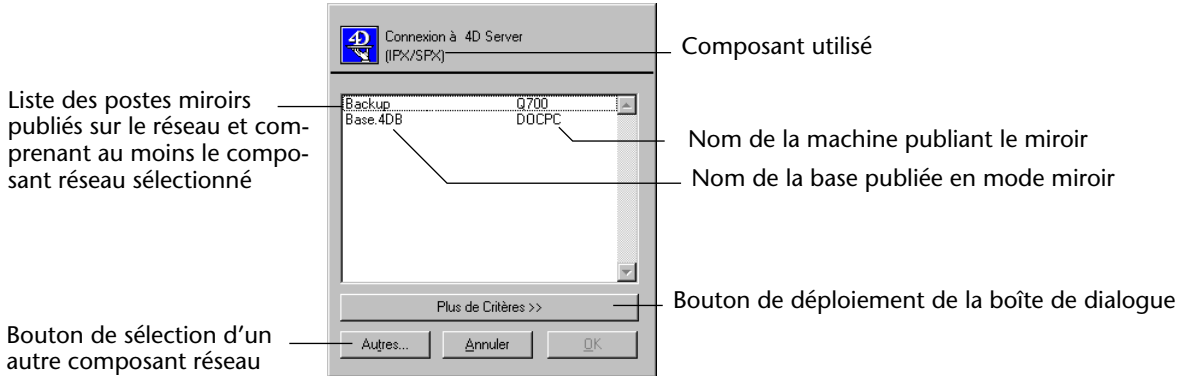 Connexion à 4D Server
(IPX/SPX)
Composant utilisé
Liste des postes miroirs
publiés sur le réseau et com-
prenant au moins le compo-
sant réseau sélectionné
Backup Q700
Base.4DB DOCPC
Nom de la machine publiant le miroir
Nom de la base publiée en mode miroir
Plus de Critères >>
Bouton de déploiement de la boîte de dialogue
Bouton de sélection d’un
autre composant réseau
Autres... Annuler OK